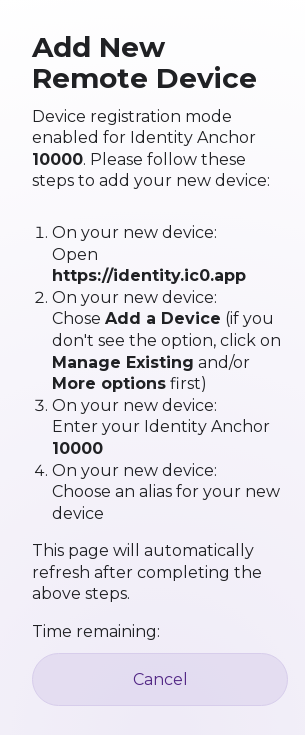 Add New
Remote Device
Device registration mode
enabled for Identity Anchor
10000. Please follow these
steps to add your new device:
1. On your new device:
Open
https://identity.ic0.app
2. On your new device:
Chose Add a Device (if you
don't see the option, click on
Manage Existing and/or
More options first)
3. On your new device:
Enter your Identity Anchor
10000
4. On your new device:
Choose an alias for your new
device
This page will automatically
refresh after completing the
above steps.
Time remaining:
Cancel